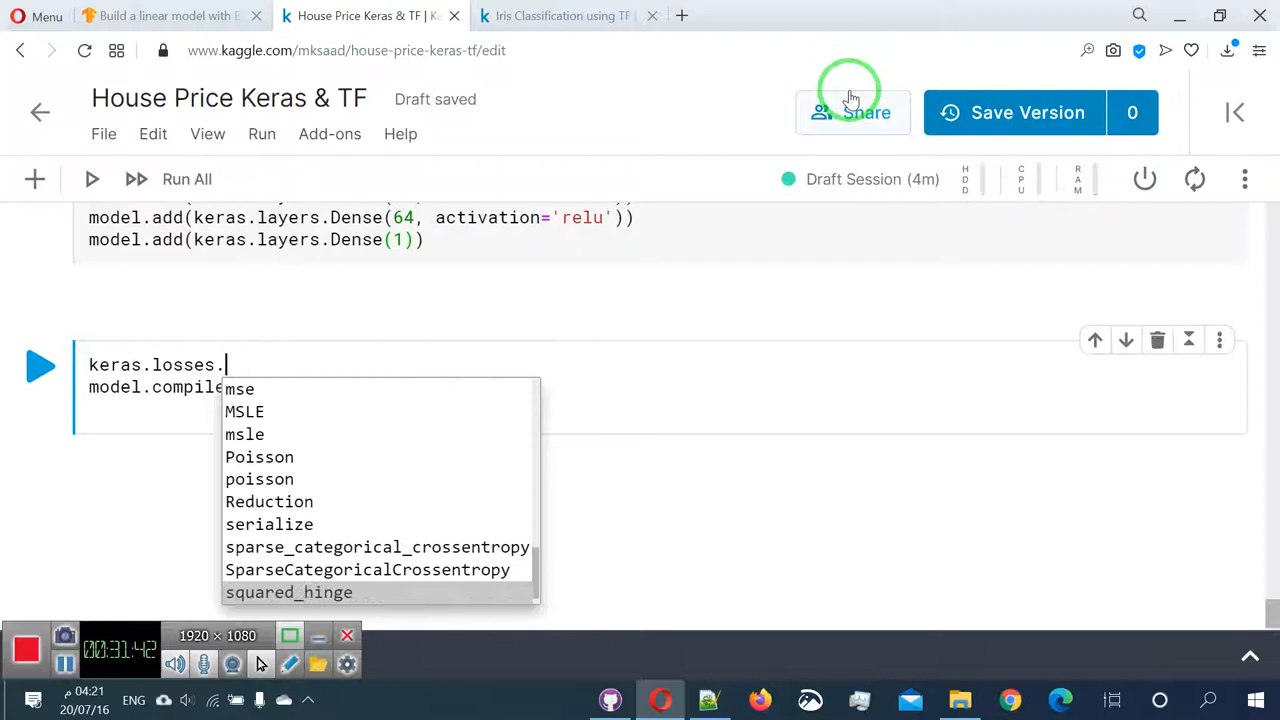 Menu
Build a linear model with E
House Price Keras & TF | Ka
Iris Classification using TF |
www.kaggle.com/mksaad/house-price-keras-tf/edit
House Price Keras & TF
Draft saved
Share
Save Version
0
File Edit View Run Add-ons Help
Run All
Draft Session (4m)
HDD
CPU
RAM
model.add(keras.layers.Dense(64, activation='relu'))
model.add(keras.layers.Dense(1))
keras.losses.
model.compile
mse
MSLE
msle
Poisson
poisson
Reduction
serialize
sparse_categorical_crossentropy
SparseCategoricalCrossentropy
squared_hinge
00:31:42
1920 × 1080
04:21 م
20/07/16
ENG